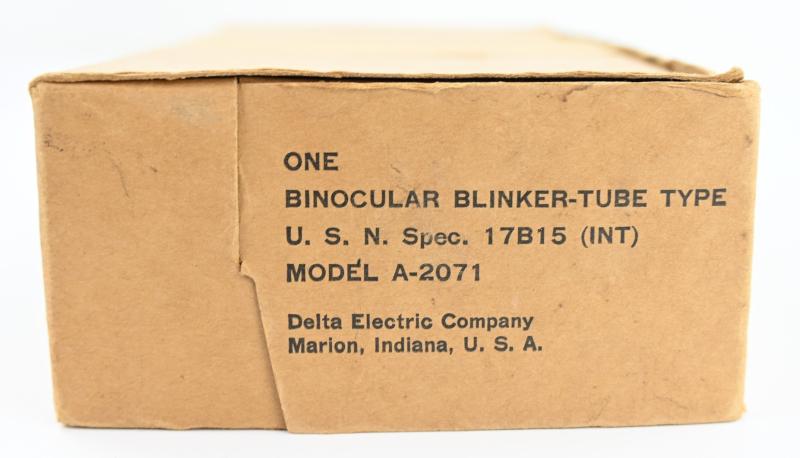 ONE
BINOCULAR BLINKER-TUBE TYPE
U. S. N. Spec. 17B15 (INT)
MODEL A-2071
Delta Electric Company
Marion, Indiana, U. S. A.